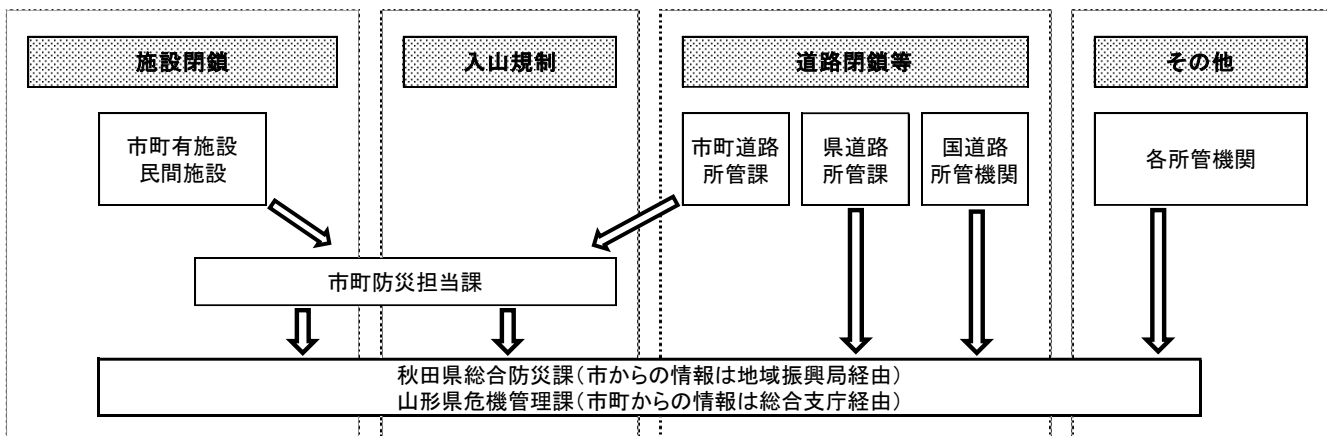 施設閉鎖
入山規制
道路閉鎖等
その他
市町有施設
民間施設
市町道路
所管課
県道路
所管課
国道路
所管機関
各所管機関
市町防災担当課
秋田県総合防災課（市からの情報は地域振興局経由）
山形県危機管理課（市町からの情報は総合支庁経由）